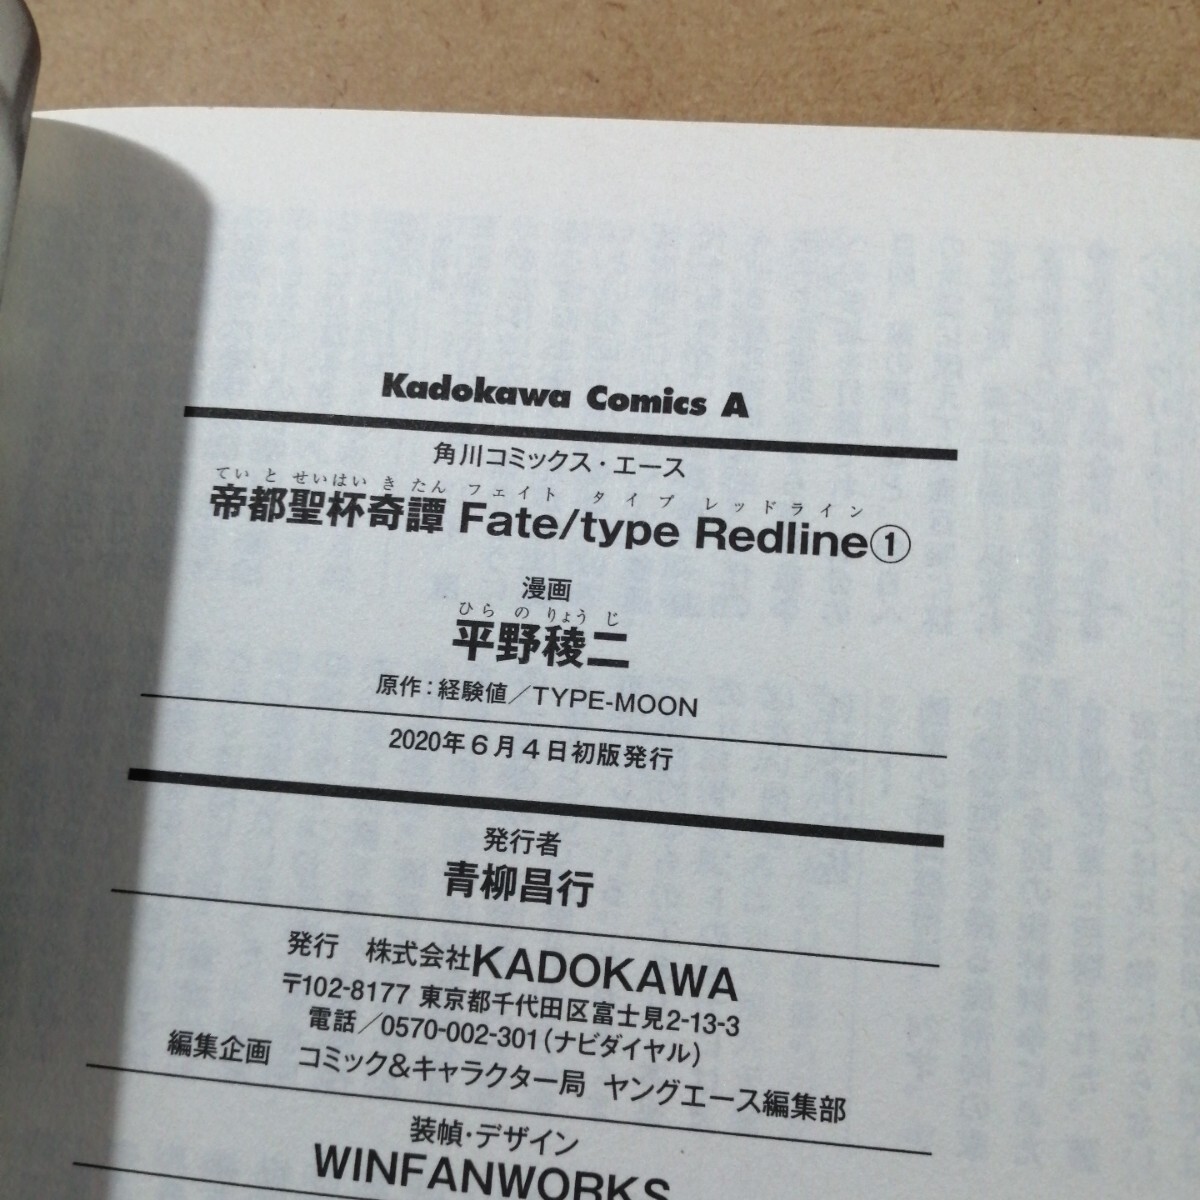 Kadokawa Comics A
角川コミックス・エース
てい と せいはい き たん フェイト タイプ レッドライン
帝都聖杯奇譚 Fate/type Redline①
漫画
ひら の りょう じ
平野稜二
原作：経験値／TYPE-MOON
2020年６月４日初版発行
発行者
青柳昌行
発行 株式会社KADOKAWA
〒102-8177 東京都千代田区富士見2-13-3
電話／0570-002-301（ナビダイヤル）
編集企画 コミック＆キャラクター局 ヤングエース編集部
装幀・デザイン
WINFANWORKS